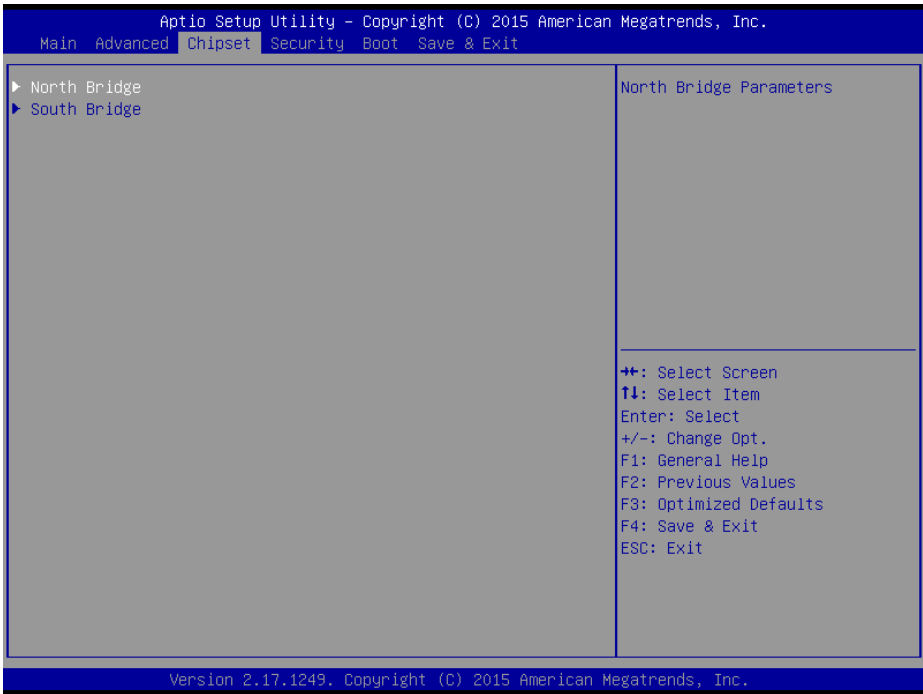 Aptio Setup Utility – Copyright (C) 2015 American Megatrends, Inc.
Main Advanced Chipset Security Boot Save & Exit
▶ North Bridge
▶ South Bridge
North Bridge Parameters
→←: Select Screen
↑↓: Select Item
Enter: Select
+/-: Change Opt.
F1: General Help
F2: Previous Values
F3: Optimized Defaults
F4: Save & Exit
ESC: Exit
Version 2.17.1249. Copyright (C) 2015 American Megatrends, Inc.